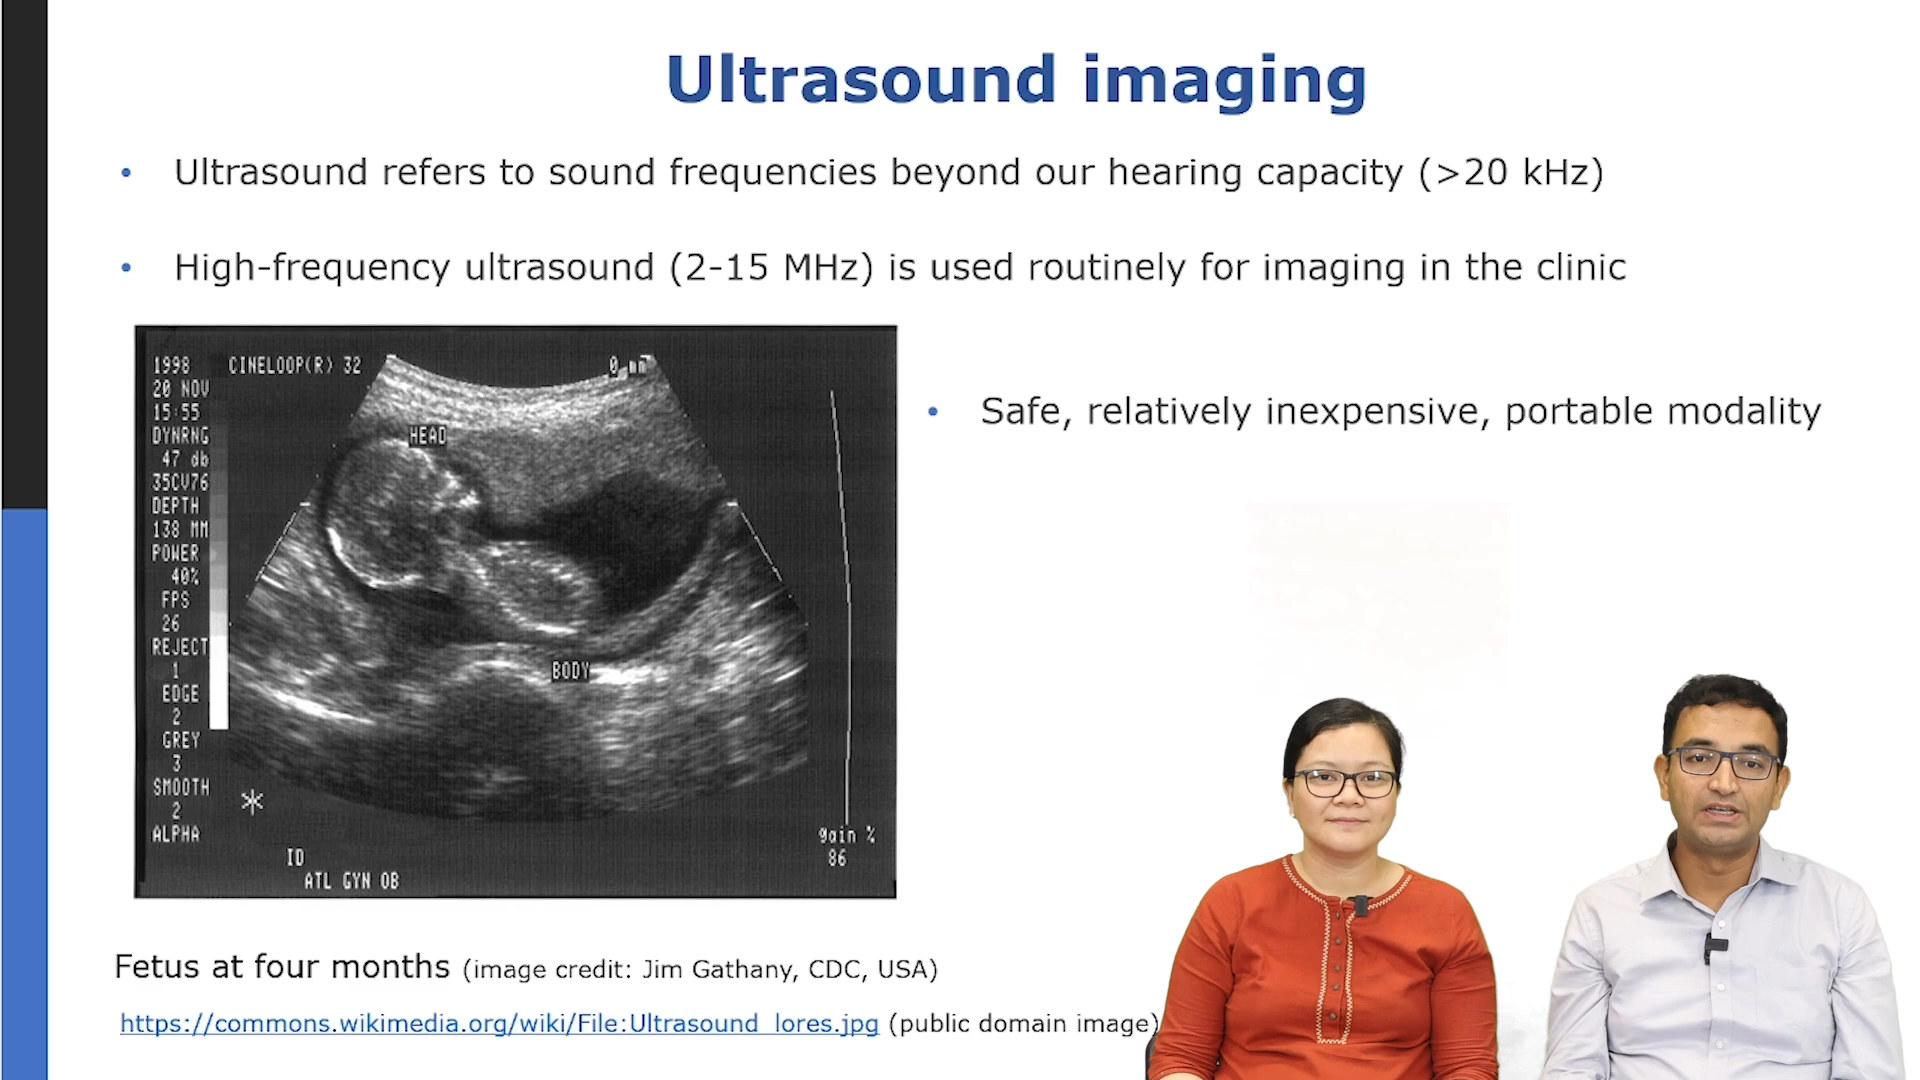 Ultrasound imaging
• Ultrasound refers to sound frequencies beyond our hearing capacity (>20 kHz)
• High-frequency ultrasound (2-15 MHz) is used routinely for imaging in the clinic
1998 CINELOOP(R) 32 0 mm
20 NOV
15:55
DYNRNG
47 db
35CV76
DEPTH
138 MM
POWER
40%
FPS
26
REJECT
1
EDGE
2
GREY
3
SMOOTH
2
ALPHA
HEAD
BODY
gain %
86
ID
ATL GYN OB
• Safe, relatively inexpensive, portable modality
Fetus at four months (image credit: Jim Gathany, CDC, USA)
https://commons.wikimedia.org/wiki/File:Ultrasound_lores.jpg (public domain image)